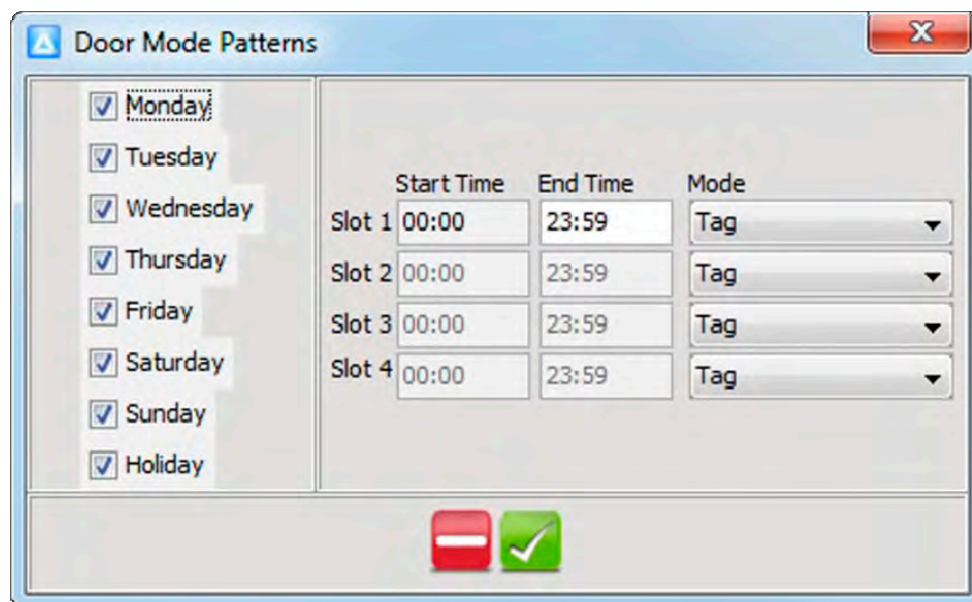 Door Mode Patterns
Monday
Tuesday
Wednesday
Thursday
Friday
Saturday
Sunday
Holiday
Start Time End Time Mode
Slot 1 00:00 23:59 Tag
Slot 2 00:00 23:59 Tag
Slot 3 00:00 23:59 Tag
Slot 4 00:00 23:59 Tag